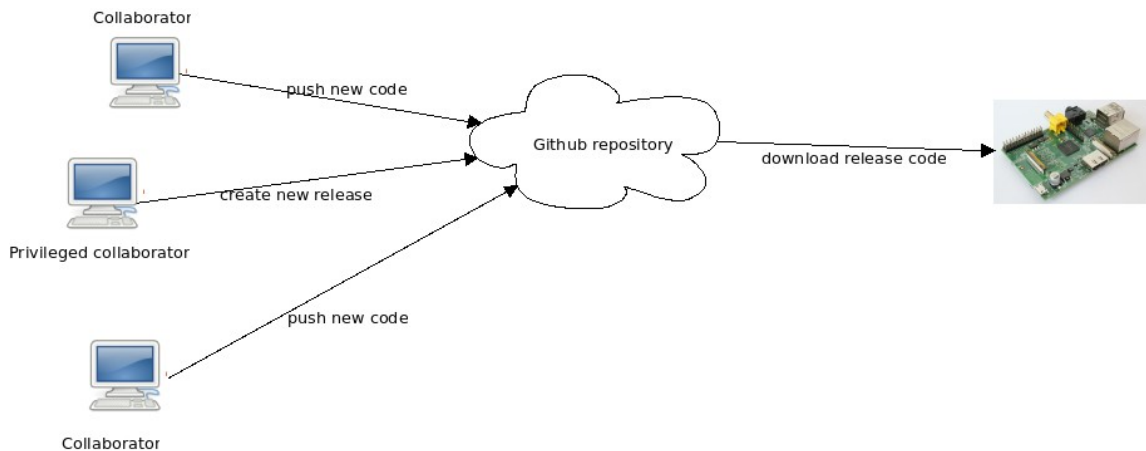 Collaborator
push new code
Github repository
download release code
create new release
Privileged collaborator
push new code
Collaborator